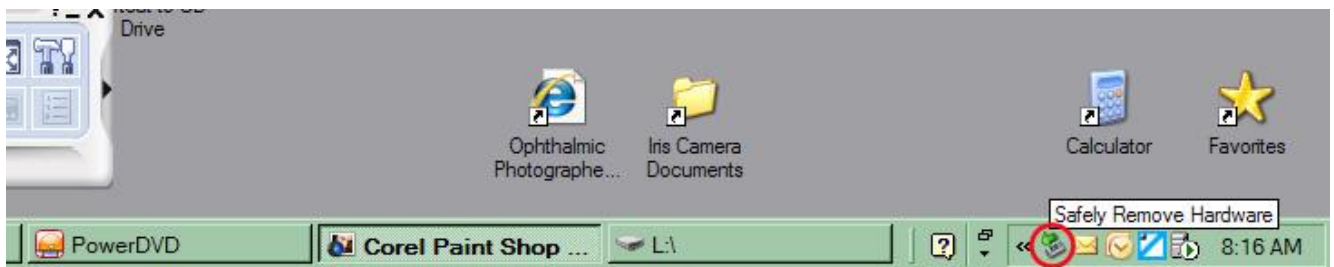 Drive
Ophthalmic
Photographe...
Iris Camera
Documents
Calculator
Favorites
Safely Remove Hardware
PowerDVD
Corel Paint Shop ...
L:\
?
«
8:16 AM